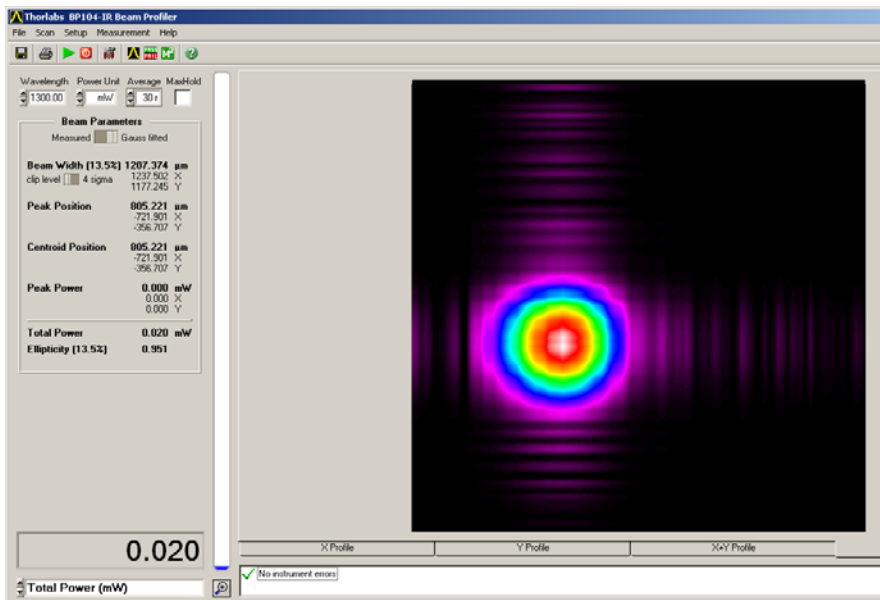 Thorlabs BP104-IR Beam Profiler
File Scan Setup Measurement Help
Wavelength Power Unit Average MaxHold
1300.00 mW 30 r
Beam Parameters
Measured Gauss fitted
Beam Width (13.5%) 1207.374 µm
clip level 4 sigma 1237.502 X
1177.245 Y
Peak Position 805.221 µm
-721.901 X
-356.707 Y
Centroid Position 805.221 µm
-721.901 X
-356.707 Y
Peak Power 0.000 mW
0.000 X
0.000 Y
Total Power 0.020 mW
Ellipticity (13.5%) 0.951
0.020
Total Power (mW)
X Profile Y Profile X+Y Profile
No instrument errors